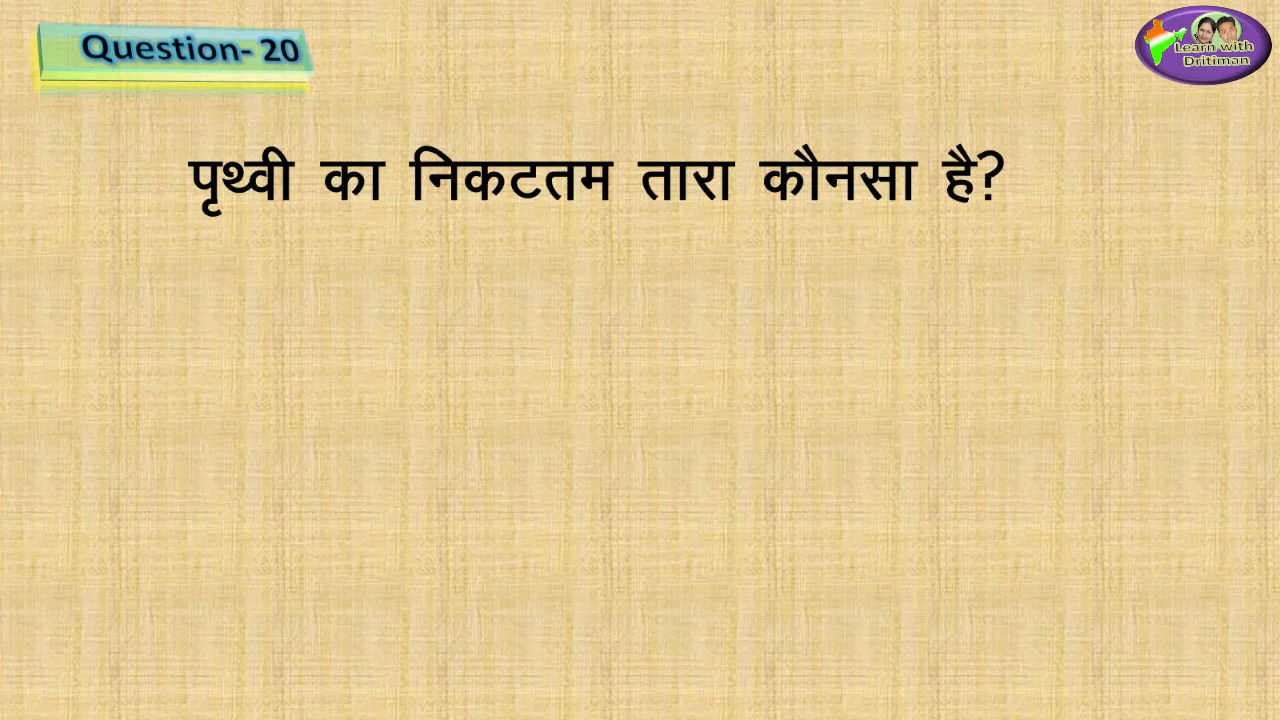 Question- 20
Learn with
Dritiman
पृथ्वी का निकटतम तारा कौनसा है?